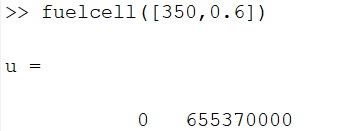 >> fuelcell([350,0.6])
u =
0 655370000